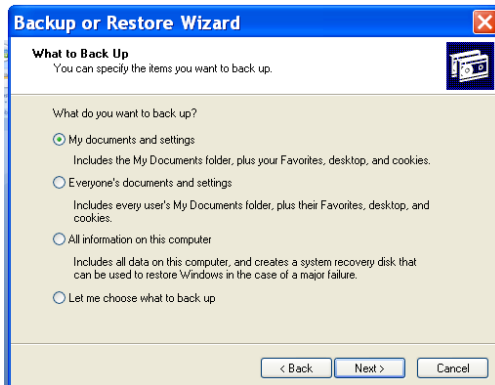 Backup or Restore Wizard
What to Back Up
You can specify the items you want to back up.
What do you want to back up?
My documents and settings
Includes the My Documents folder, plus your Favorites, desktop, and cookies.
Everyone's documents and settings
Includes every user's My Documents folder, plus their Favorites, desktop, and
cookies.
All information on this computer
Includes all data on this computer, and creates a system recovery disk that
can be used to restore Windows in the case of a major failure.
Let me choose what to back up
< Back Next > Cancel